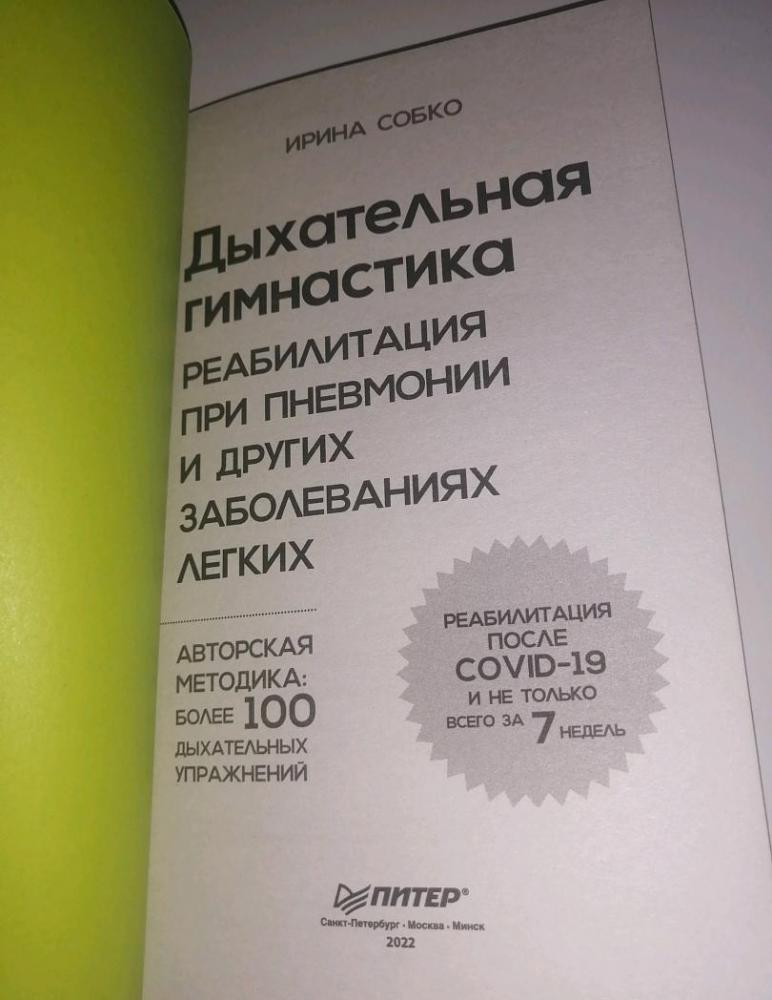 ИРИНА СОБКО
Дыхательная
гимнастика
РЕАБИЛИТАЦИЯ
ПРИ ПНЕВМОНИИ
И ДРУГИХ
ЗАБОЛЕВАНИЯХ
ЛЕГКИХ
АВТОРСКАЯ
МЕТОДИКА:
БОЛЕЕ 100
ДЫХАТЕЛЬНЫХ
УПРАЖНЕНИЙ
РЕАБИЛИТАЦИЯ
ПОСЛЕ
COVID-19
И НЕ ТОЛЬКО
ВСЕГО ЗА 7 НЕДЕЛЬ
ПИТЕР®
Санкт-Петербург · Москва · Минск
2022